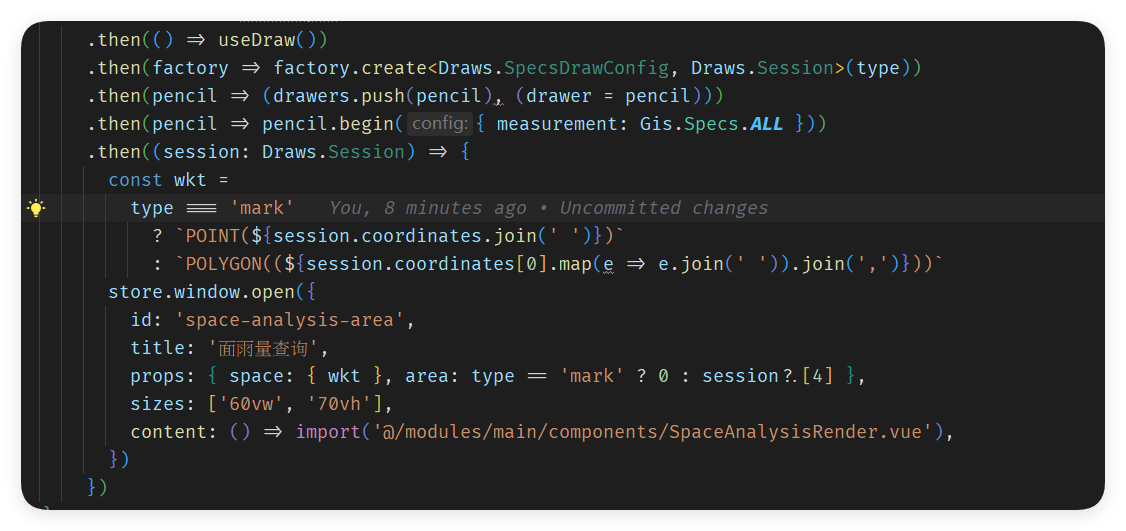 .then(() => useDraw())
.then(factory => factory.create<Draws.SpecsDrawConfig, Draws.Session>(type))
.then(pencil => (drawers.push(pencil), (drawer = pencil)))
.then(pencil => pencil.begin(config: { measurement: Gis.Specs.ALL }))
.then((session: Draws.Session) => {
const wkt =
type === 'mark' You, 8 minutes ago • Uncommitted changes
? `POINT(${session.coordinates.join(' ')})`
: `POLYGON((${session.coordinates[0].map(e => e.join(' ')).join(',')}))`
store.window.open({
id: 'space-analysis-area',
title: '面雨量查询',
props: { space: { wkt }, area: type == 'mark' ? 0 : session?.[4] },
sizes: ['60vw', '70vh'],
content: () => import('@/modules/main/components/SpaceAnalysisRender.vue'),
})
})